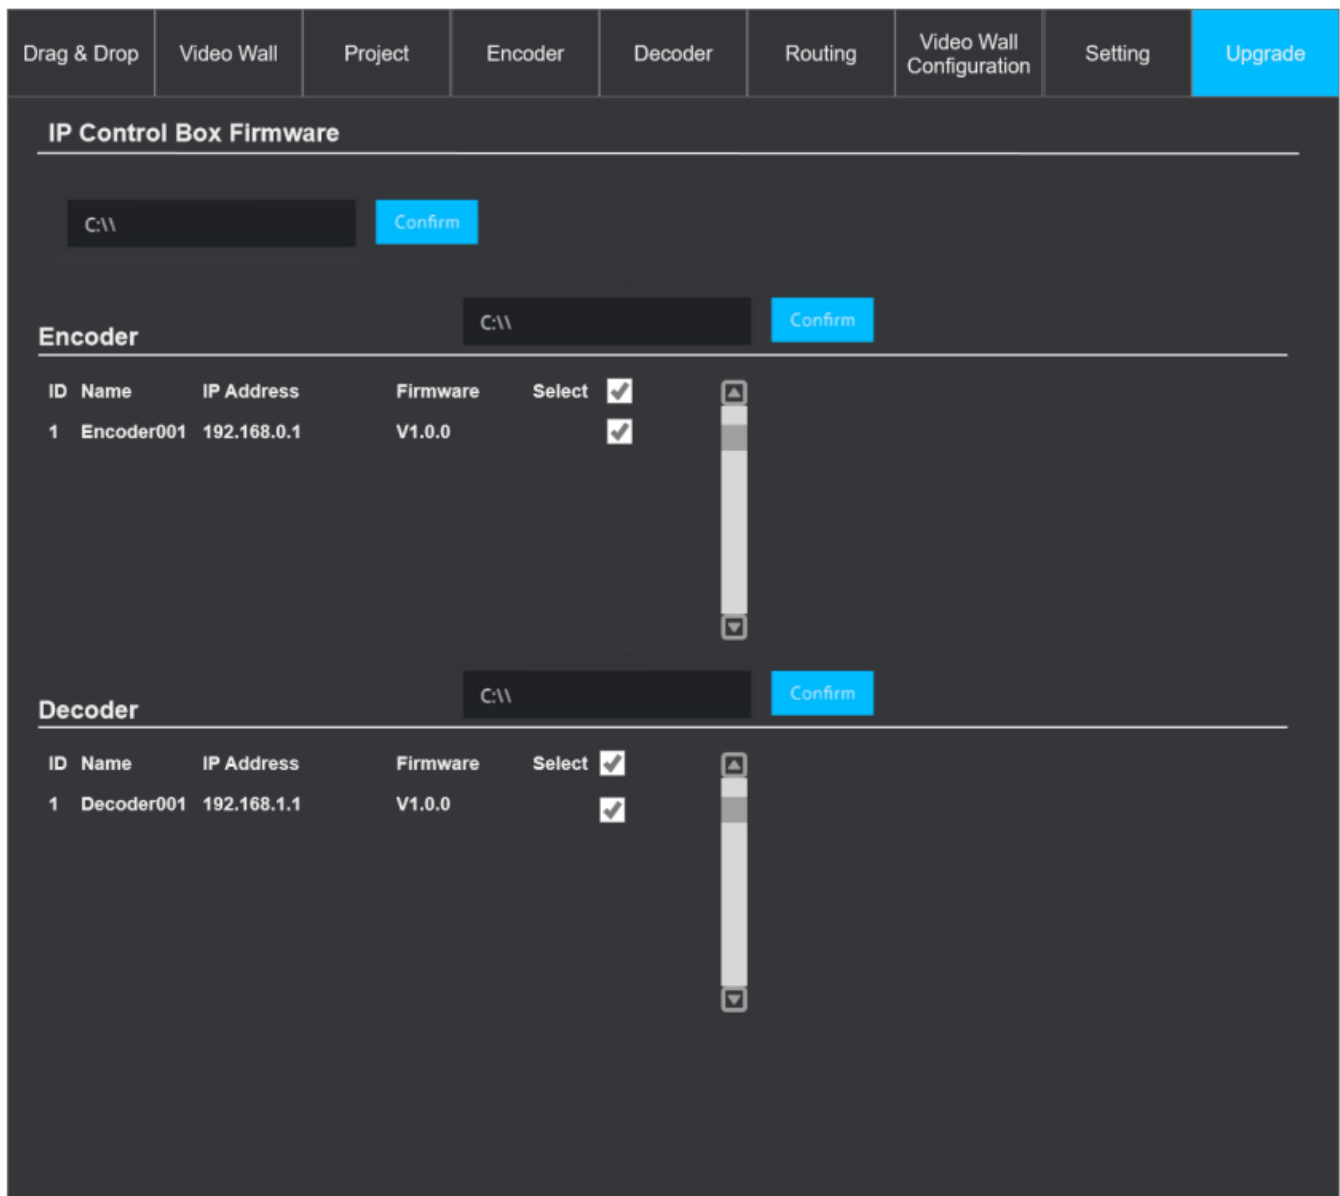 Drag & Drop Video Wall Project Encoder Decoder Routing Video Wall Configuration Setting Upgrade
IP Control Box Firmware
C:\\ Confirm
C:\\ Confirm
Encoder
ID Name IP Address Firmware Select
1 Encoder001 192.168.0.1 V1.0.0
C:\\ Confirm
Decoder
ID Name IP Address Firmware Select
1 Decoder001 192.168.1.1 V1.0.0